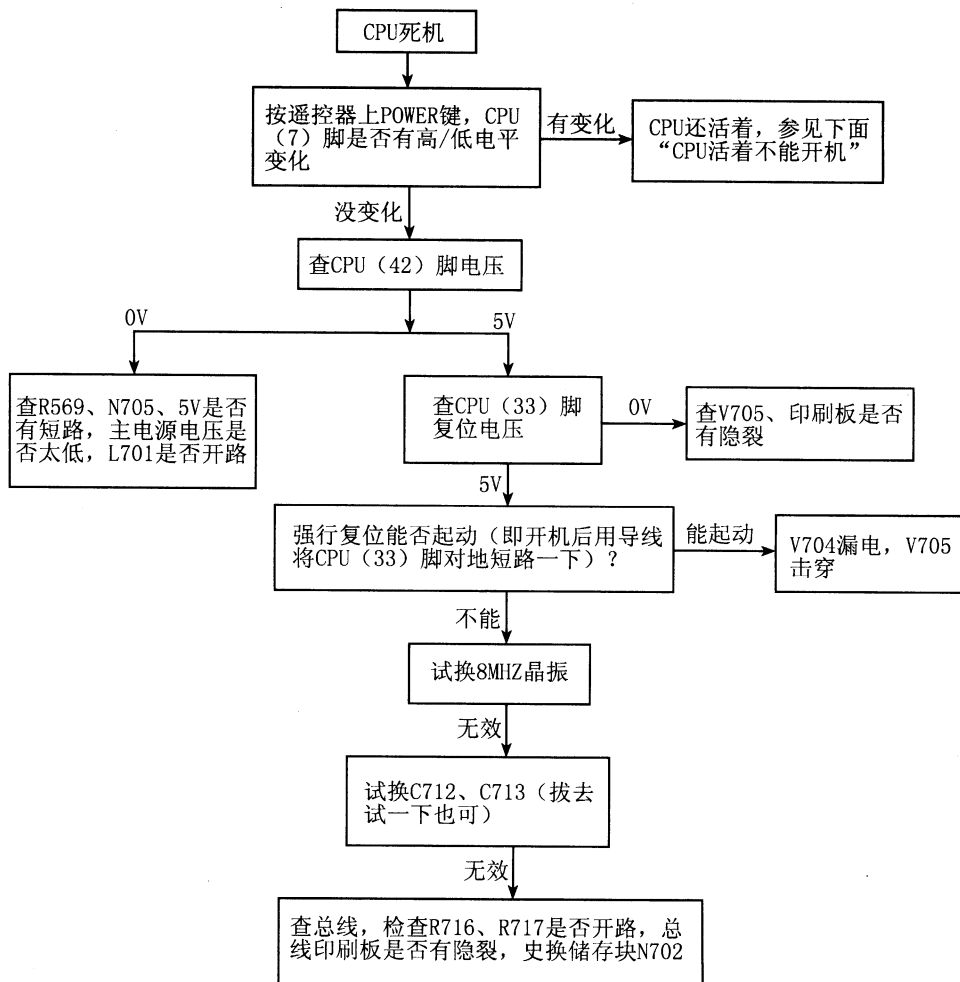 CPU死机
按遥控器上POWER键，CPU
（7）脚是否有高/低电平
变化
有变化
CPU还活着，参见下面
“CPU活着不能开机”
没变化
查CPU（42）脚电压
0V
5V
查R569、N705、5V是否
有短路，主电源电压是
否太低，L701是否开路
查CPU（33）脚
复位电压
0V
查V705、印刷板是否
有隐裂
5V
强行复位能否起动（即开机后用导线
将CPU（33）脚对地短路一下）？
能起动
V704漏电，V705
击穿
不能
试换8MHZ晶振
无效
试换C712、C713（拔去
试一下也可）
无效
查总线，检查R716、R717是否开路，总
线印刷板是否有隐裂，史换储存块N702